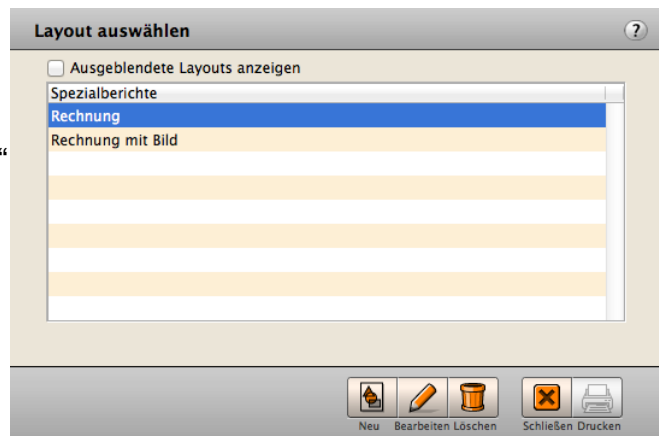 Layout auswählen ?
Ausgeblendete Layouts anzeigen
Spezialberichte
Rechnung
Rechnung mit Bild
“
Neu Bearbeiten Löschen Schließen Drucken